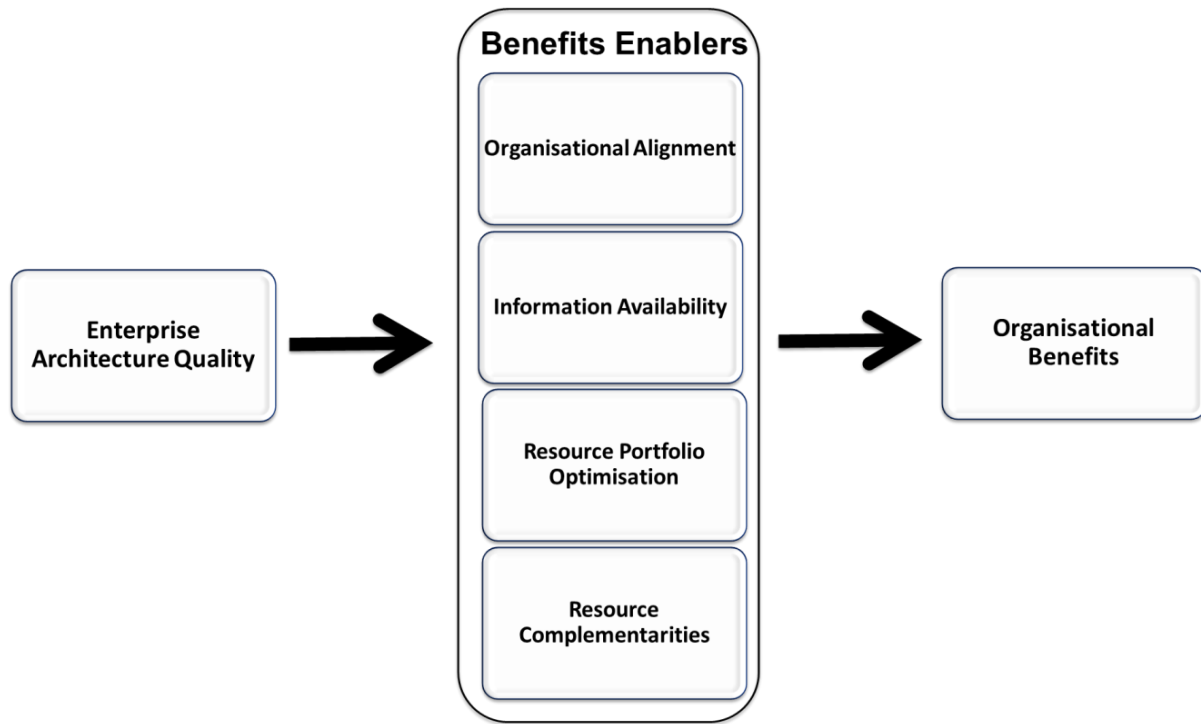 Benefits Enablers
Organisational Alignment
Enterprise
Architecture Quality
Information Availability
Organisational
Benefits
Resource Portfolio
Optimisation
Resource
Complementarities